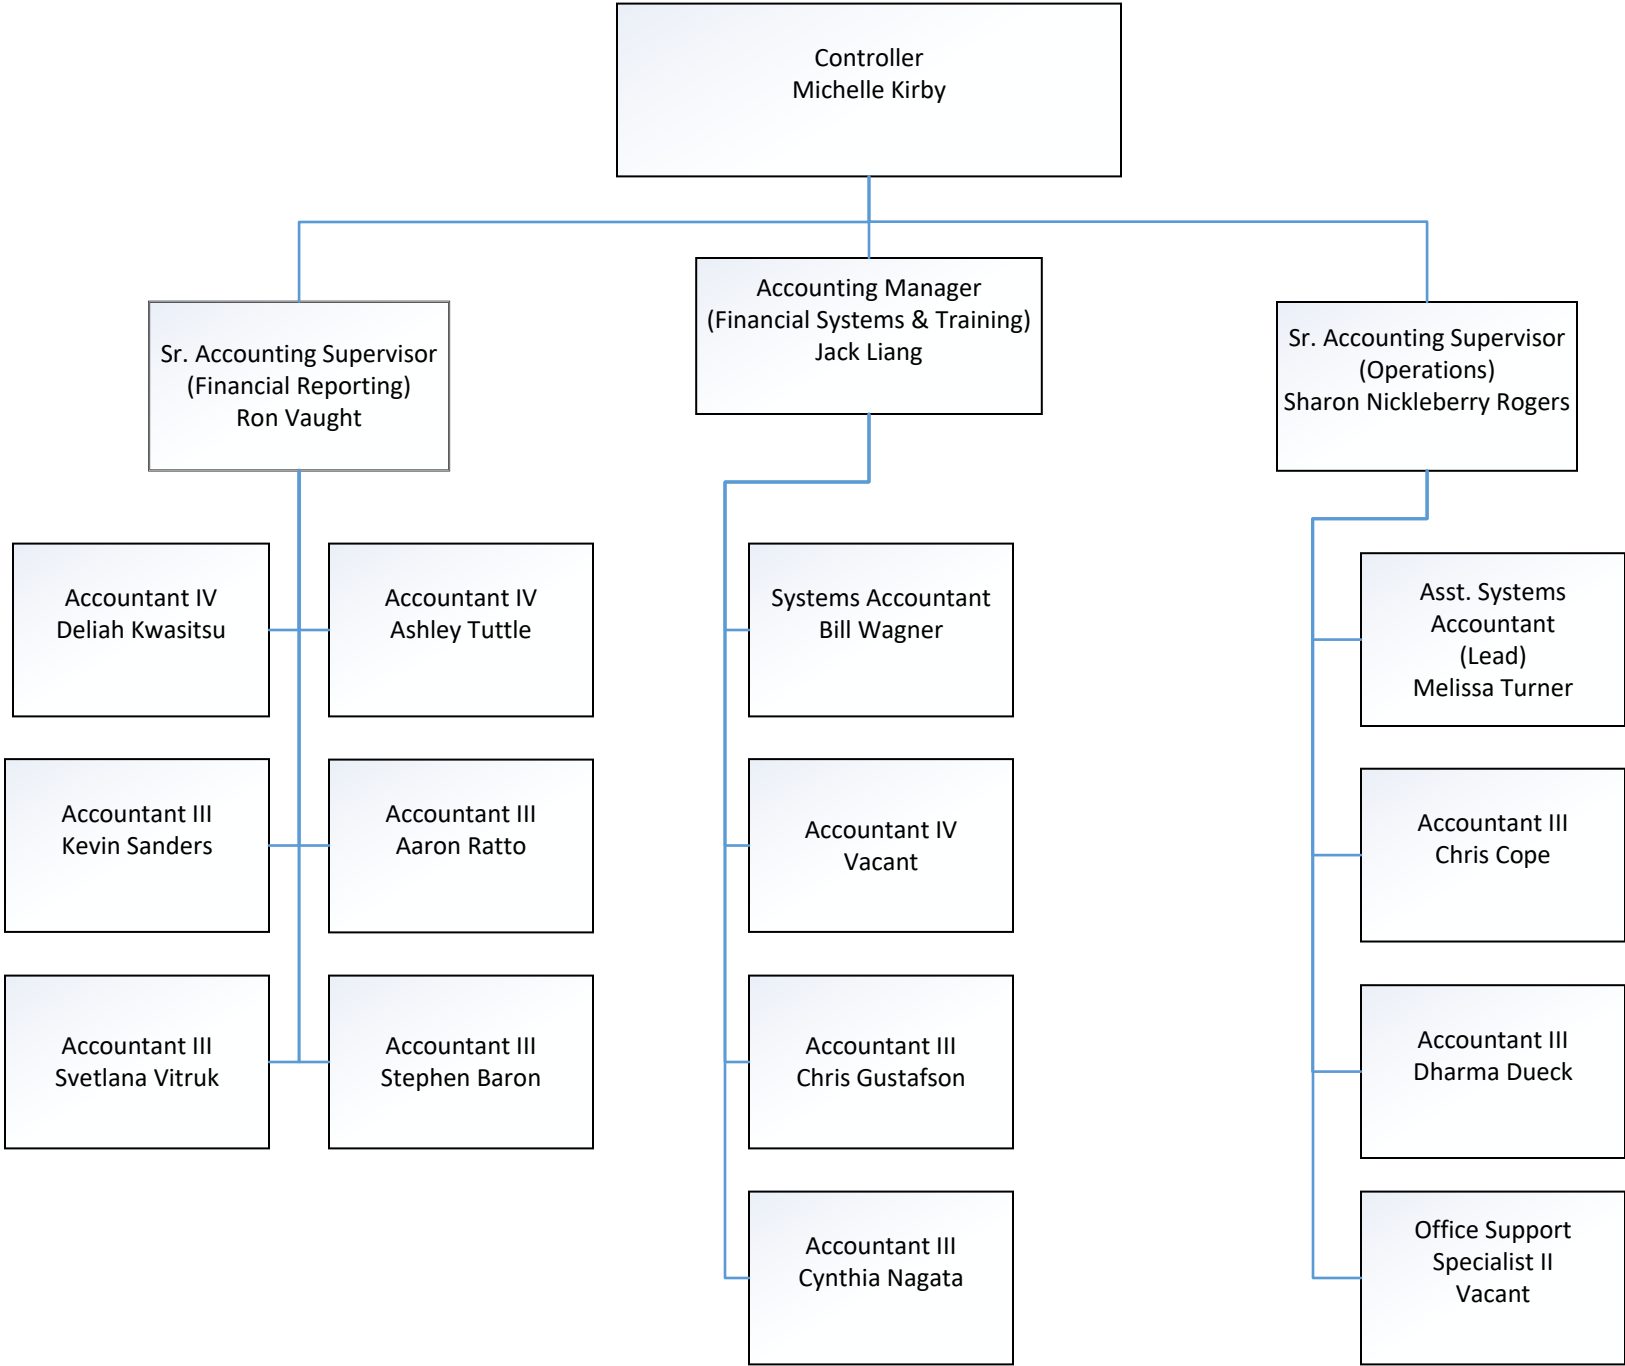 Controller
Michelle Kirby
Accounting Manager
(Financial Systems & Training)
Jack Liang
Sr. Accounting Supervisor
(Financial Reporting)
Ron Vaught
Sr. Accounting Supervisor
(Operations)
Sharon Nickleberry Rogers
Accountant IV
Deliah Kwasitsu
Accountant IV
Ashley Tuttle
Accountant III
Kevin Sanders
Accountant III
Aaron Ratto
Accountant III
Svetlana Vitruk
Accountant III
Stephen Baron
Systems Accountant
Bill Wagner
Accountant IV
Vacant
Accountant III
Chris Gustafson
Accountant III
Cynthia Nagata
Asst. Systems
Accountant
(Lead)
Melissa Turner
Accountant III
Chris Cope
Accountant III
Dharma Dueck
Office Support
Specialist II
Vacant